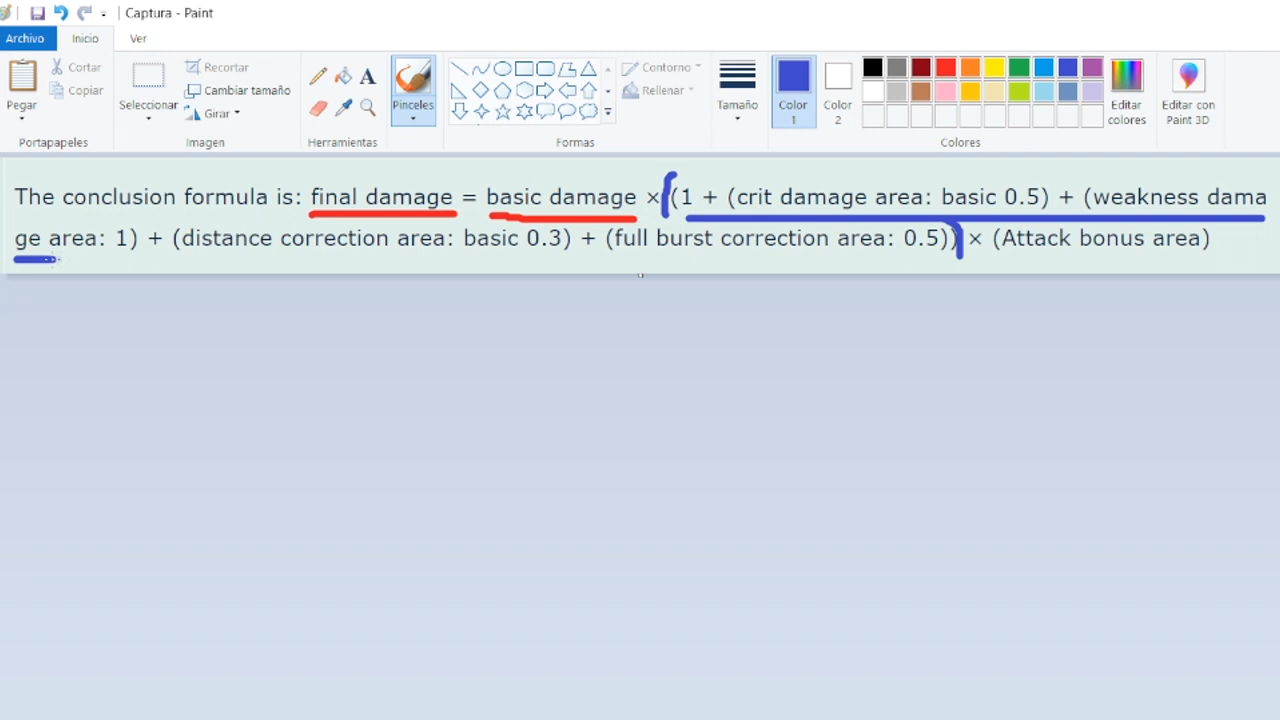 Captura - Paint
Archivo Inicio Ver
Pegar
Cortar
Copiar
Portapapeles
Seleccionar
Recortar
Cambiar tamaño
Girar
Imagen
Herramientas
Pinceles
Contorno
Rellenar
Formas
Tamaño
Color
1
Color
2
Editar
colores
Editar con
Paint 3D
Colores
The conclusion formula is: final damage = basic damage ×((1 + (crit damage area: basic 0.5) + (weakness dama
ge area: 1) + (distance correction area: basic 0.3) + (full burst correction area: 0.5)) × (Attack bonus area)